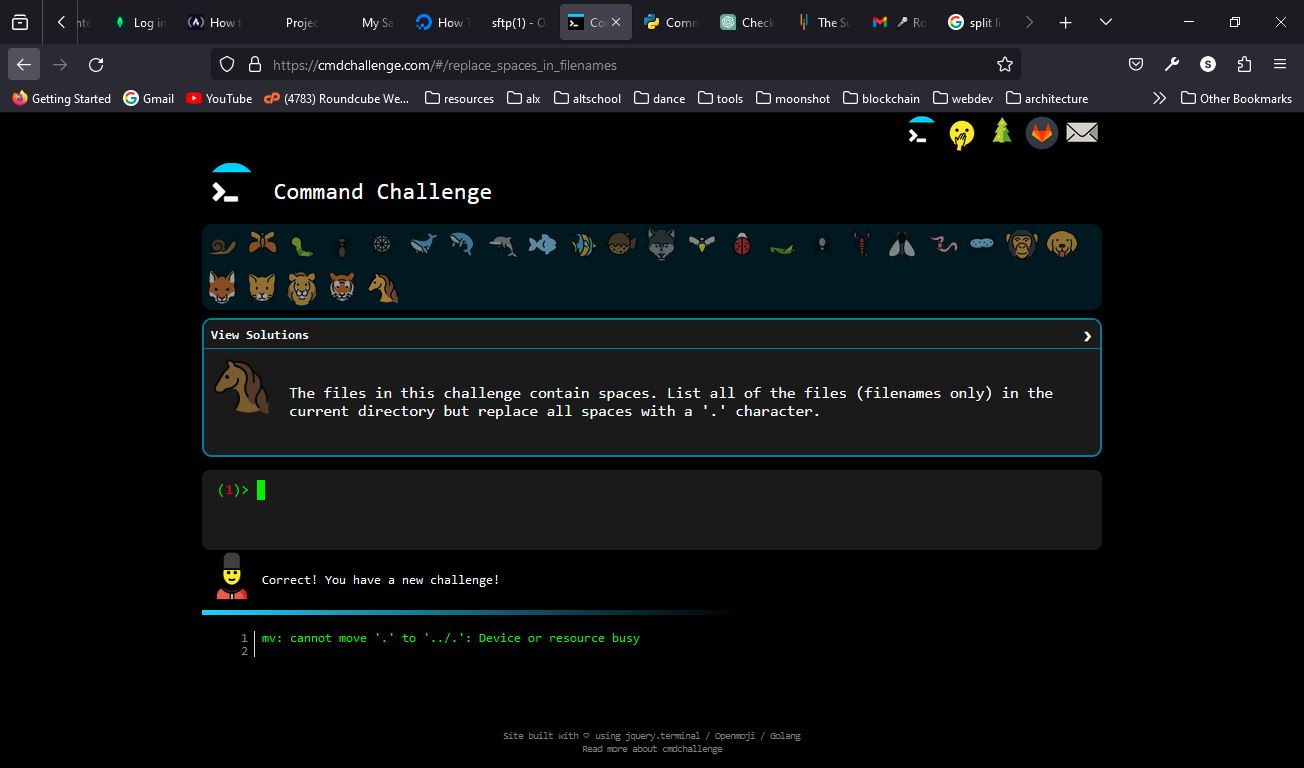 Log in
How t
Projec
My Sa
How T
sftp(1) - O
Co
Comm
Check
The Su
Ro
split li
https://cmdchallenge.com/#/replace_spaces_in_filenames
S
Getting Started
Gmail
YouTube
(4783) Roundcube We...
resources
alx
altschool
dance
tools
moonshot
blockchain
webdev
architecture
Other Bookmarks
Command Challenge
View Solutions
The files in this challenge contain spaces. List all of the files (filenames only) in the
current directory but replace all spaces with a '.' character.
(1)>
Correct! You have a new challenge!
1 mv: cannot move '.' to '../.': Device or resource busy
2
Site built with ♡ using jquery.terminal / Openmoji / Golang
Read more about cmdchallenge